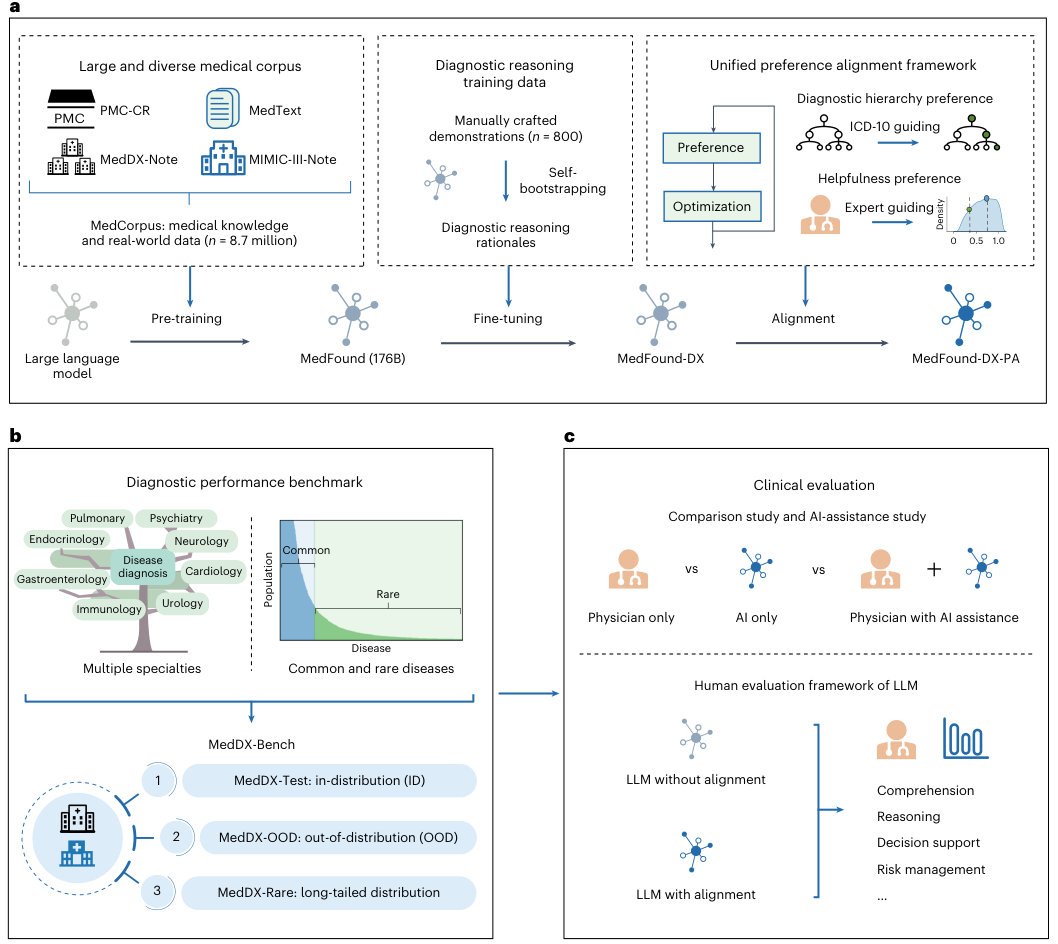 a
Large and diverse medical corpus
PMC
PMC-CR
MedText
MedDX-Note
MIMIC-III-Note
MedCorpus: medical knowledge
and real-world data (n = 8.7 million)
Diagnostic reasoning
training data
Manually crafted
demonstrations (n = 800)
Self-
bootstrapping
Diagnostic reasoning
rationales
Unified preference alignment framework
Preference
Optimization
Diagnostic hierarchy preference
ICD-10 guiding
Helpfulness preference
Expert guiding
Density
0 0.5 1.0
Pre-training
Fine-tuning
Alignment
Large language
model
MedFound (176B)
MedFound-DX
MedFound-DX-PA
b
Diagnostic performance benchmark
Pulmonary
Psychiatry
Endocrinology
Neurology
Disease
diagnosis
Gastroenterology
Cardiology
Immunology
Urology
Multiple specialties
Population
Common
Rare
Disease
Common and rare diseases
MedDX-Bench
1
MedDX-Test: in-distribution (ID)
2
MedDX-OOD: out-of-distribution (OOD)
3
MedDX-Rare: long-tailed distribution
c
Clinical evaluation
Comparison study and AI-assistance study
vs
vs
+
Physician only
AI only
Physician with AI assistance
Human evaluation framework of LLM
LLM without alignment
LLM with alignment
Comprehension
Reasoning
Decision support
Risk management
...